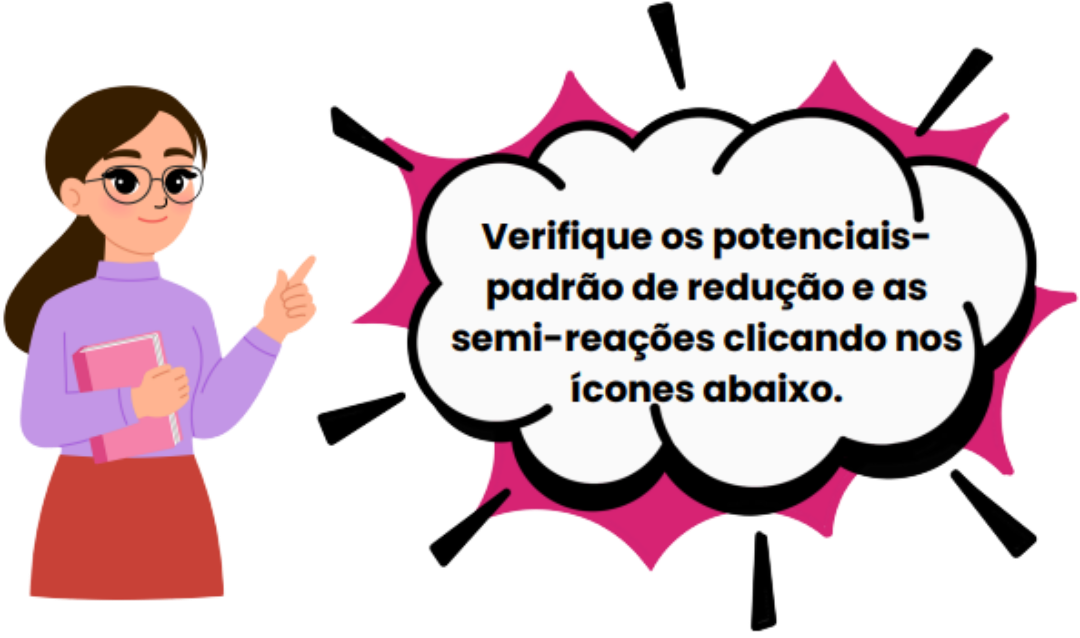 Verifique os potenciais-
padrão de redução e as
semi-reações clicando nos
ícones abaixo.